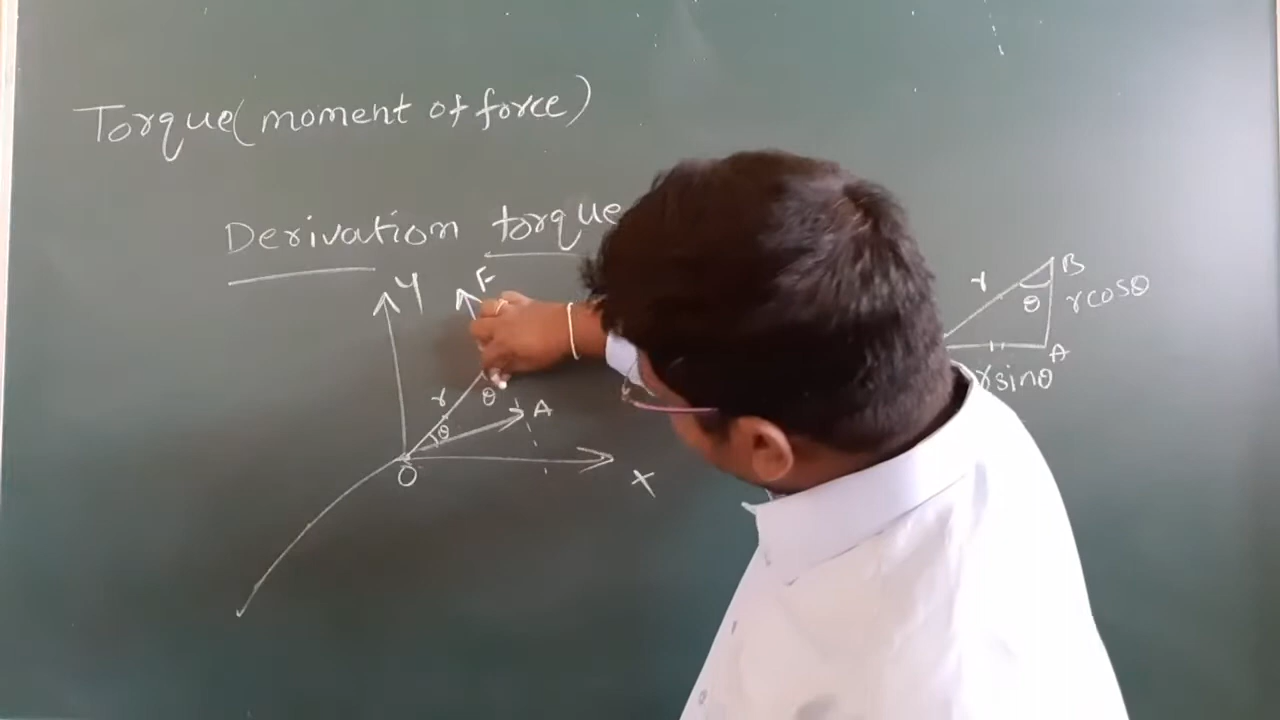 Torque(moment of force)
Derivation torque
Y
F
r
θ
θ
A
O
X
B
r
θ
rcosθ
A
rsinθ